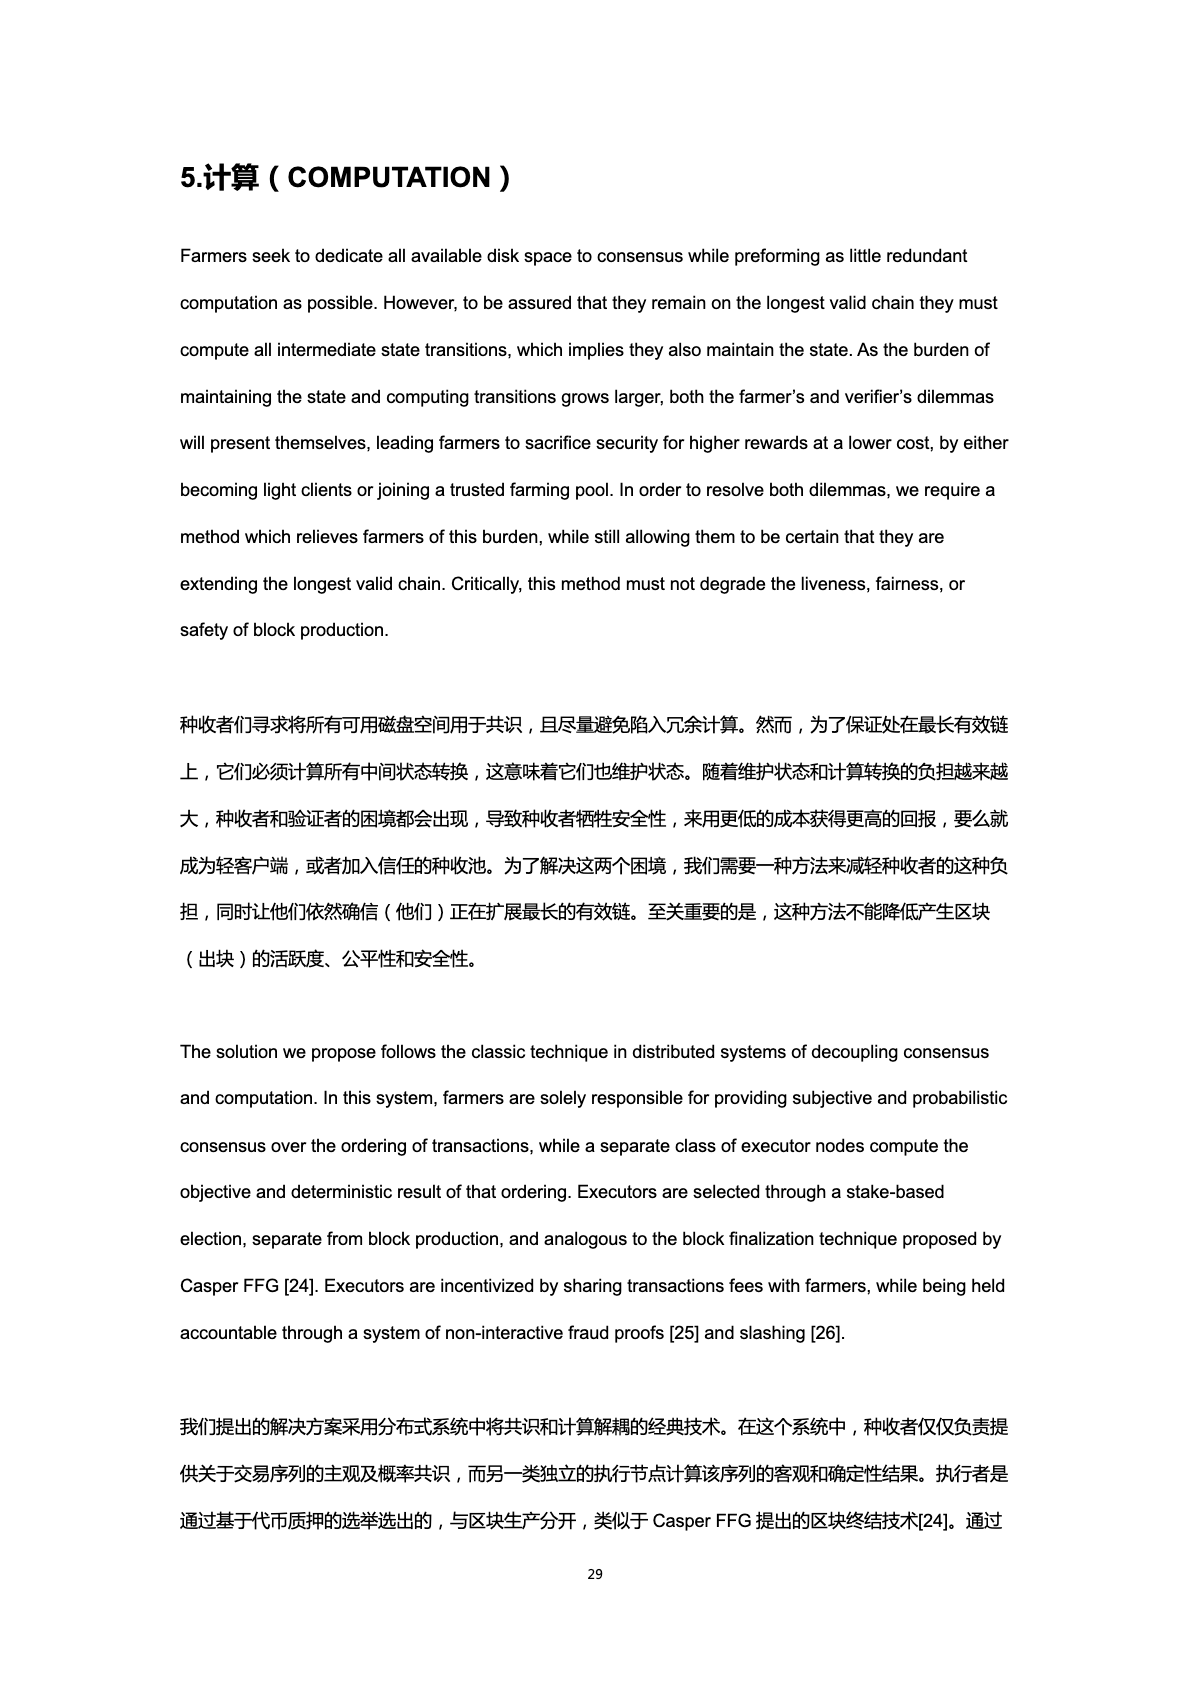 5.计算（COMPUTATION）
Farmers seek to dedicate all available disk space to consensus while preforming as little redundant
computation as possible. However, to be assured that they remain on the longest valid chain they must
compute all intermediate state transitions, which implies they also maintain the state. As the burden of
maintaining the state and computing transitions grows larger, both the farmer’s and verifier’s dilemmas
will present themselves, leading farmers to sacrifice security for higher rewards at a lower cost, by either
becoming light clients or joining a trusted farming pool. In order to resolve both dilemmas, we require a
method which relieves farmers of this burden, while still allowing them to be certain that they are
extending the longest valid chain. Critically, this method must not degrade the liveness, fairness, or
safety of block production.
种收者们寻求将所有可用磁盘空间用于共识，且尽量避免陷入冗余计算。然而，为了保证处在最长有效链
上，它们必须计算所有中间状态转换，这意味着它们也维护状态。随着维护状态和计算转换的负担越来越
大，种收者和验证者的困境都会出现，导致种收者牺牲安全性，来用更低的成本获得更高的回报，要么就
成为轻客户端，或者加入信任的种收池。为了解决这两个困境，我们需要一种方法来减轻种收者的这种负
担，同时让他们依然确信（他们）正在扩展最长的有效链。至关重要的是，这种方法不能降低产生区块
（出块）的活跃度、公平性和安全性。
The solution we propose follows the classic technique in distributed systems of decoupling consensus
and computation. In this system, farmers are solely responsible for providing subjective and probabilistic
consensus over the ordering of transactions, while a separate class of executor nodes compute the
objective and deterministic result of that ordering. Executors are selected through a stake-based
election, separate from block production, and analogous to the block finalization technique proposed by
Casper FFG [24]. Executors are incentivized by sharing transactions fees with farmers, while being held
accountable through a system of non-interactive fraud proofs [25] and slashing [26].
我们提出的解决方案采用分布式系统中将共识和计算解耦的经典技术。在这个系统中，种收者仅仅负责提
供关于交易序列的主观及概率共识，而另一类独立的执行节点计算该序列的客观和确定性结果。执行者是
通过基于代币质押的选举选出的，与区块生产分开，类似于 Casper FFG 提出的区块终结技术[24]。通过
29